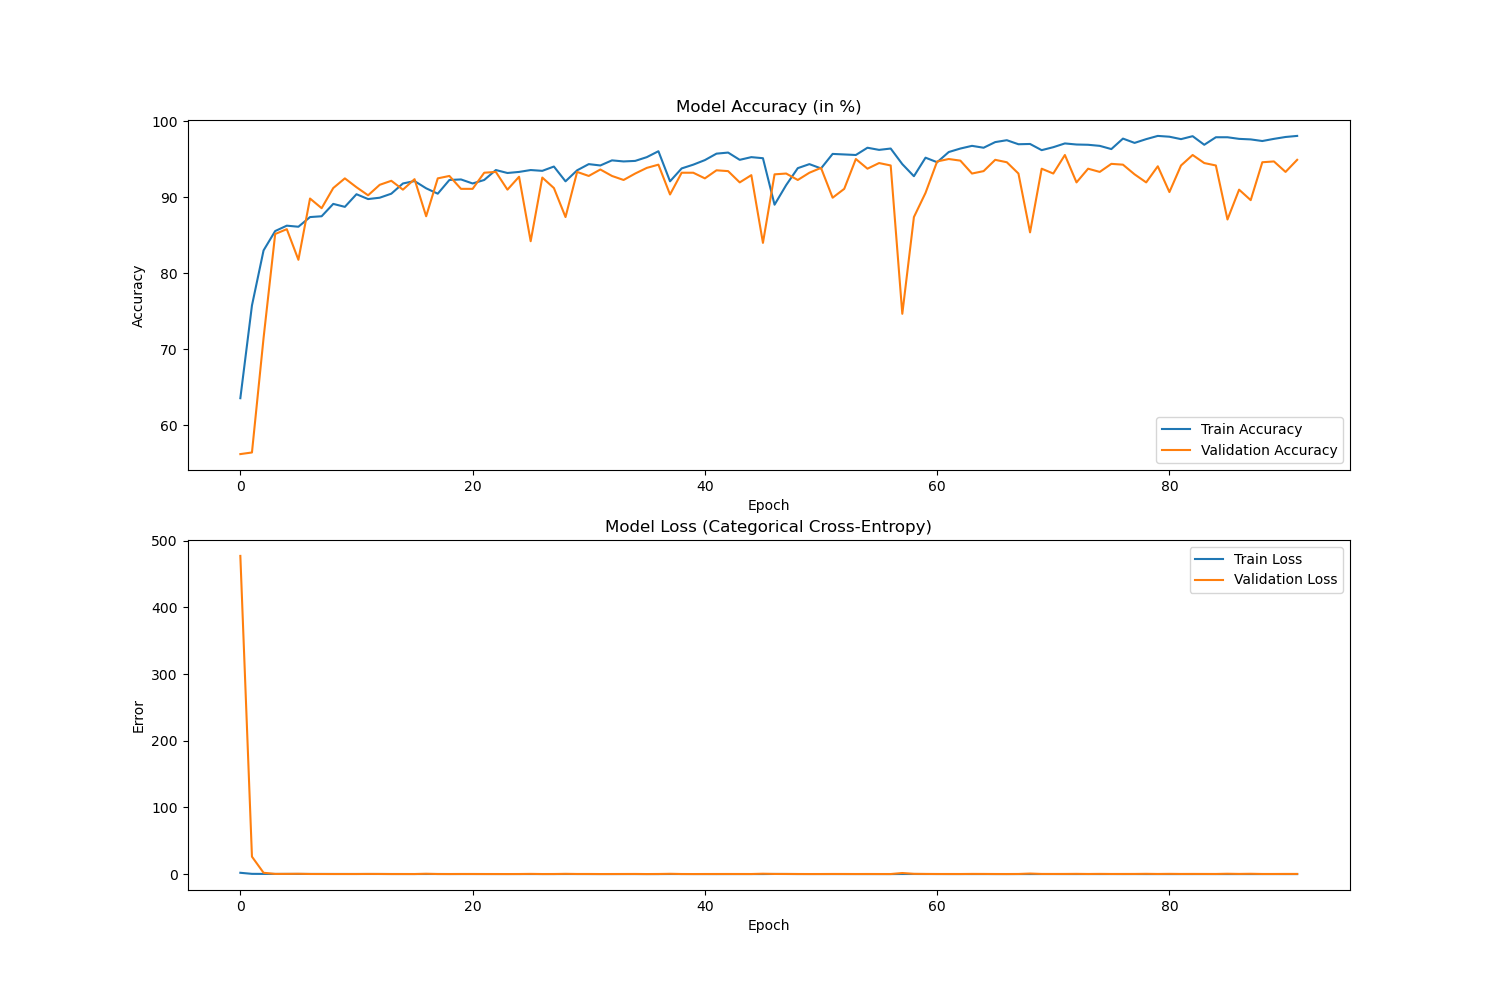 Model Accuracy (in %)
100
90
80
70
60
Accuracy
Train Accuracy
Validation Accuracy
0 20 40 60 80
Epoch
Model Loss (Categorical Cross-Entropy)
500
400
300
200
100
0
Error
Train Loss
Validation Loss
0 20 40 60 80
Epoch